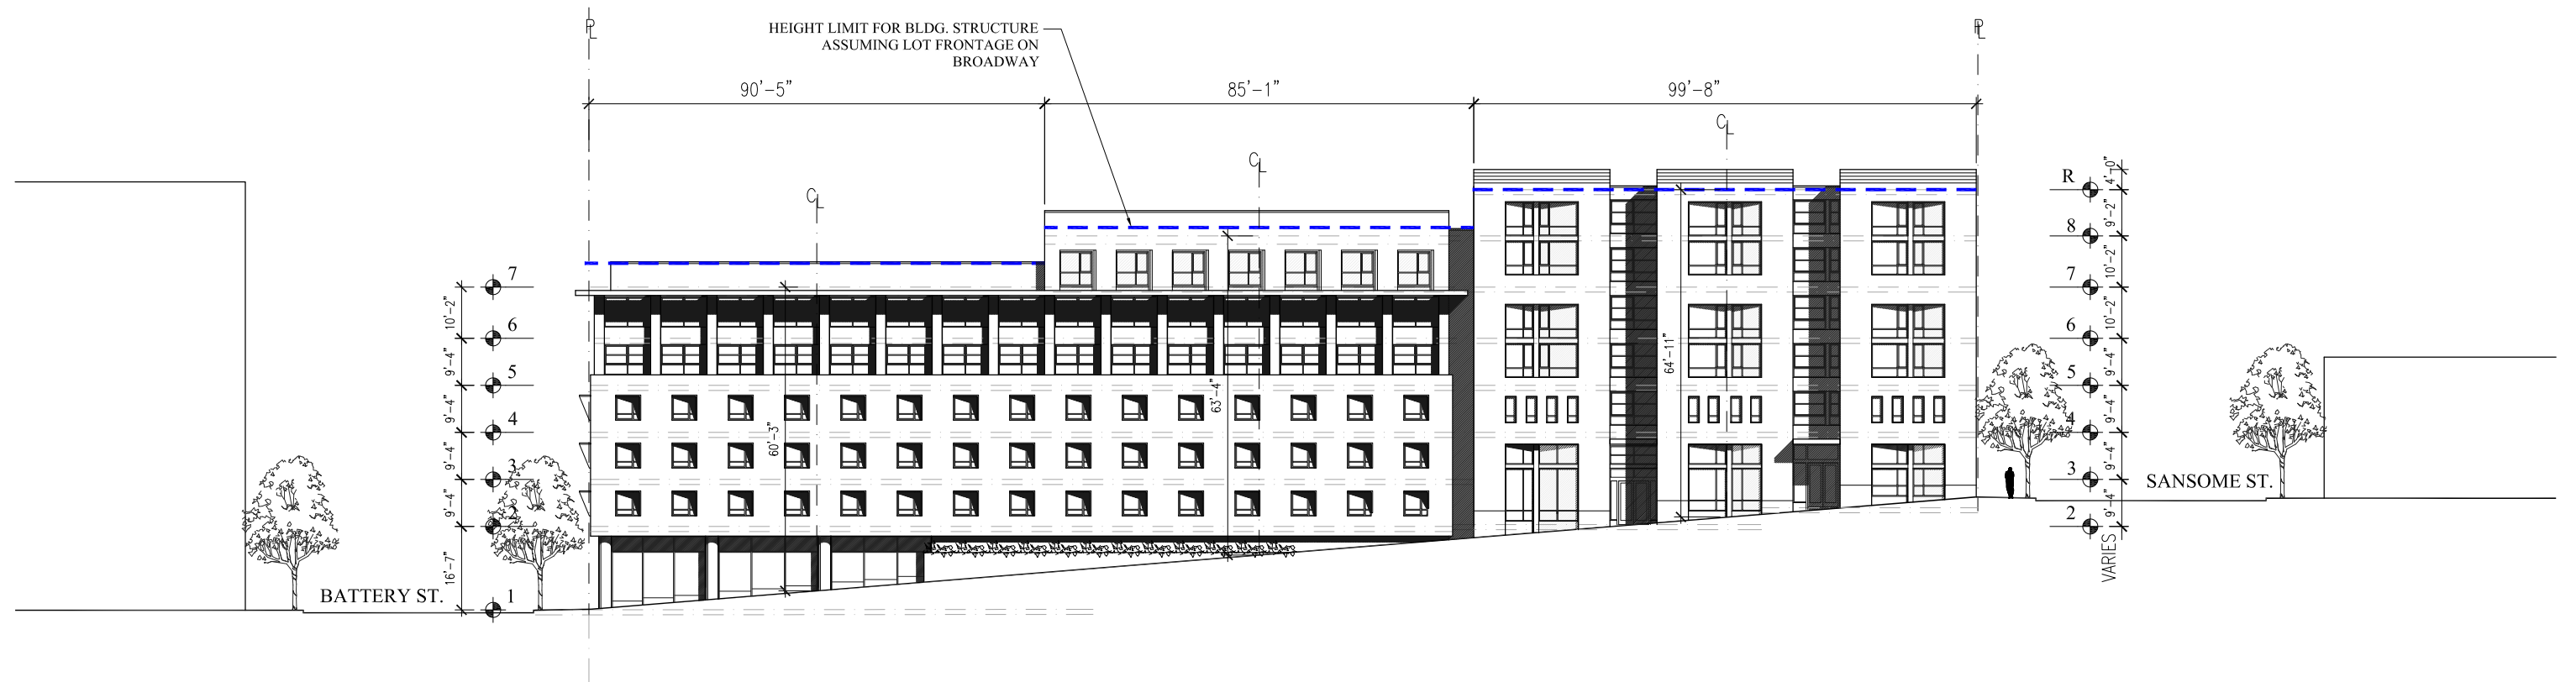 PL
PL
HEIGHT LIMIT FOR BLDG. STRUCTURE
ASSUMING LOT FRONTAGE ON
BROADWAY
90'-5"
85'-1"
99'-8"
CL
CL
CL
7
6
5
4
3
2
1
10'-2"
9'-4"
9'-4"
9'-4"
9'-4"
16'-7"
BATTERY ST.
60'-3"
63'-4"
64'-11"
R
8
7
6
5
4
3
2
4'-0"
9'-2"
10'-2"
10'-2"
9'-4"
9'-4"
9'-4"
9'-4"
VARIES
SANSOME ST.